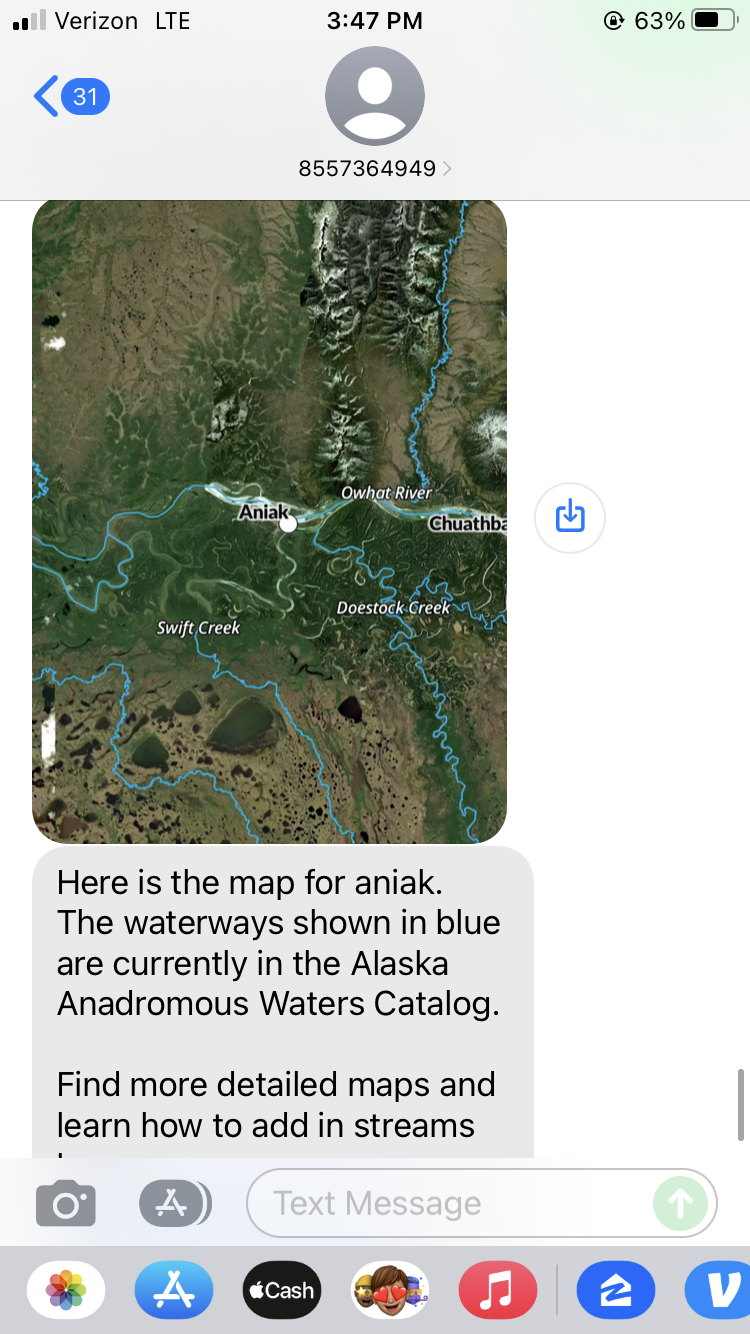 Verizon LTE 3:47 PM 63%
31
8557364949
Owhat River
Aniak
Chuathba
Doestock Creek
Swift Creek
Here is the map for aniak.
The waterways shown in blue
are currently in the Alaska
Anadromous Waters Catalog.
Find more detailed maps and
learn how to add in streams
Text Message
Cash